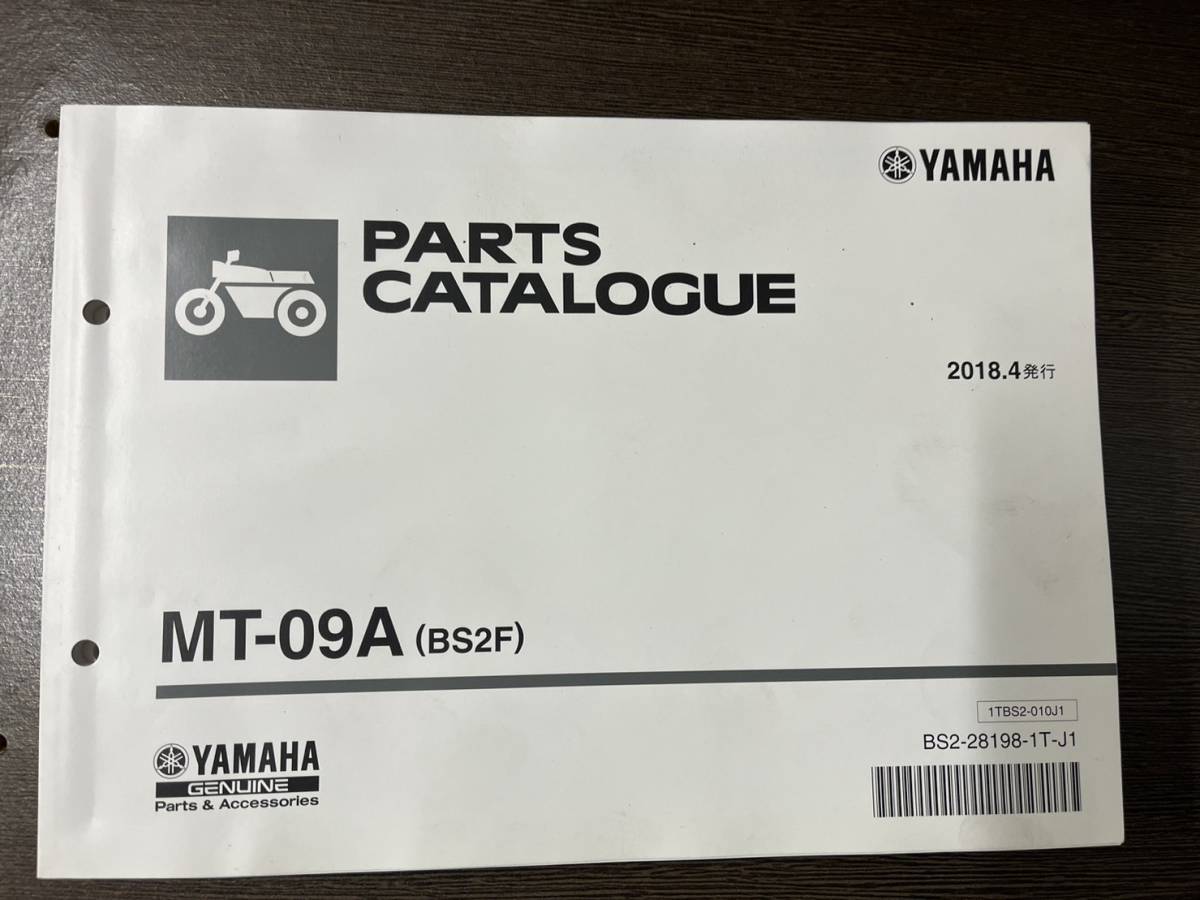 YAMAHA
PARTS
CATALOGUE
2018.4発行
MT-09A (BS2F)
1TBS2-010J1
BS2-28198-1T-J1
YAMAHA
GENUINE
Parts & Accessories